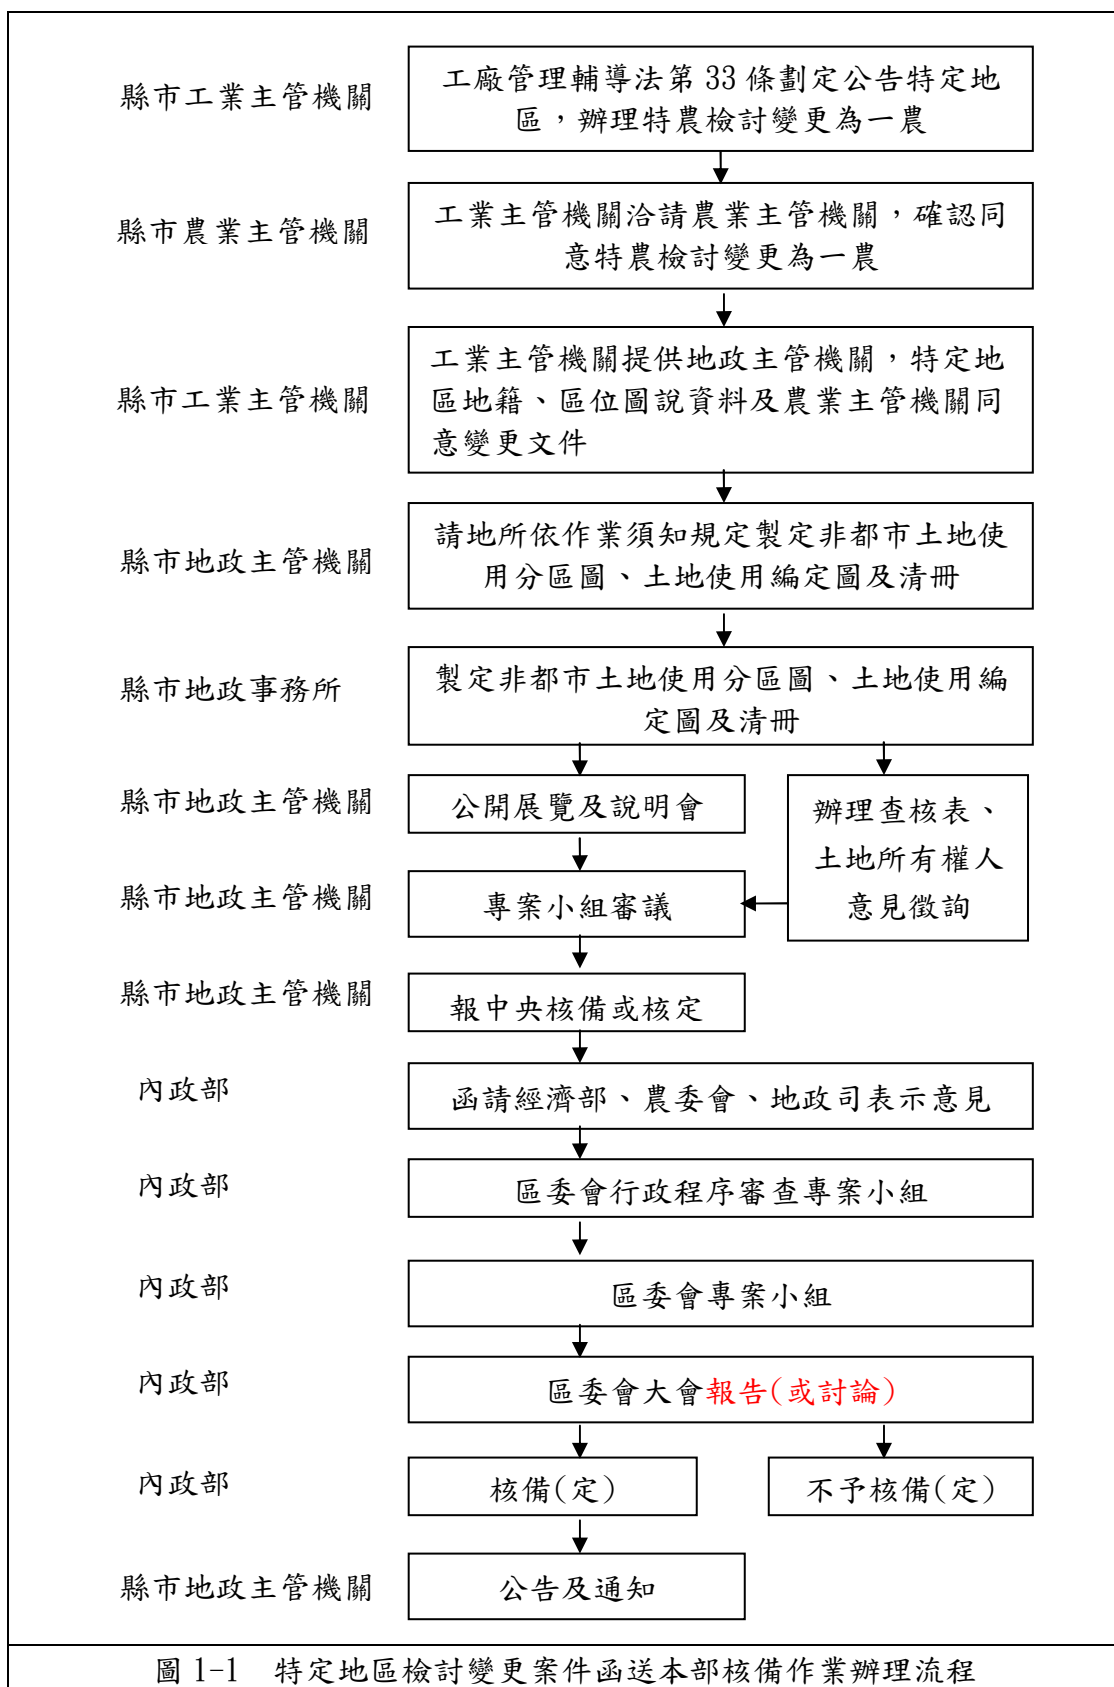 縣市工業主管機關
工廠管理輔導法第 33 條劃定公告特定地
區，辦理特農檢討變更為一農
縣市農業主管機關
工業主管機關洽請農業主管機關，確認同
意特農檢討變更為一農
縣市工業主管機關
工業主管機關提供地政主管機關，特定地
區地籍、區位圖說資料及農業主管機關同
意變更文件
縣市地政主管機關
請地所依作業須知規定製定非都市土地使
用分區圖、土地使用編定圖及清冊
縣市地政事務所
製定非都市土地使用分區圖、土地使用編
定圖及清冊
縣市地政主管機關
公開展覽及說明會
辦理查核表、
土地所有權人
意見徵詢
縣市地政主管機關
專案小組審議
縣市地政主管機關
報中央核備或核定
內政部
函請經濟部、農委會、地政司表示意見
內政部
區委會行政程序審查專案小組
內政部
區委會專案小組
內政部
區委會大會報告(或討論)
內政部
核備(定)
不予核備(定)
縣市地政主管機關
公告及通知
圖 1-1 特定地區檢討變更案件函送本部核備作業辦理流程